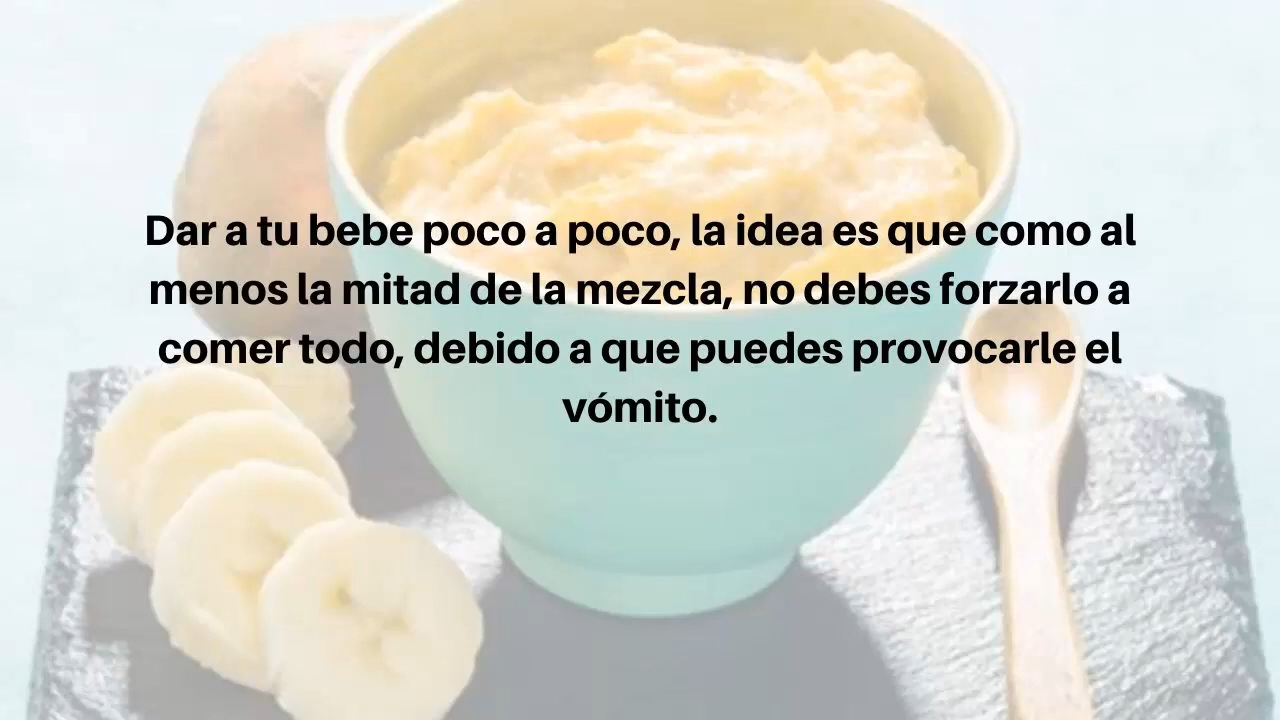 Dar a tu bebe poco a poco, la idea es que como al
menos la mitad de la mezcla, no debes forzarlo a
comer todo, debido a que puedes provocarle el
vómito.